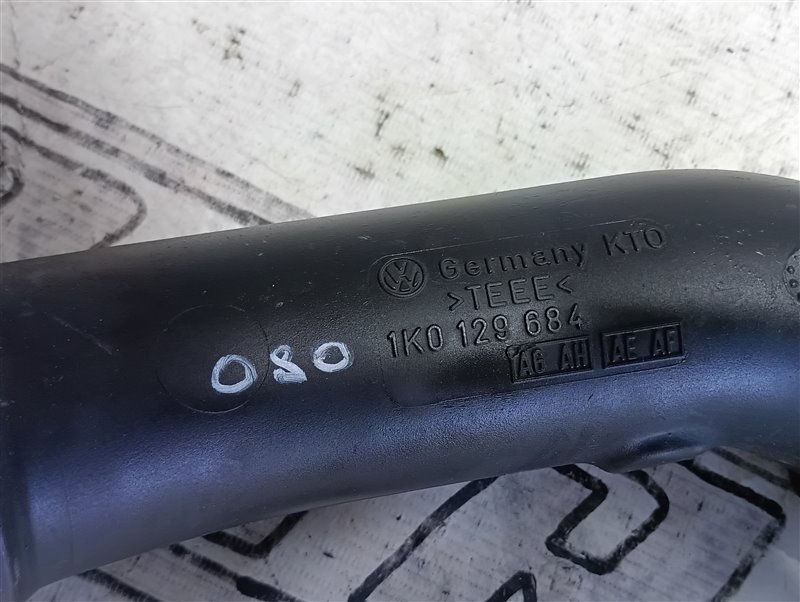 Germany KTO
>TEEE<
1K0 129 684
AG AH AE AF
080